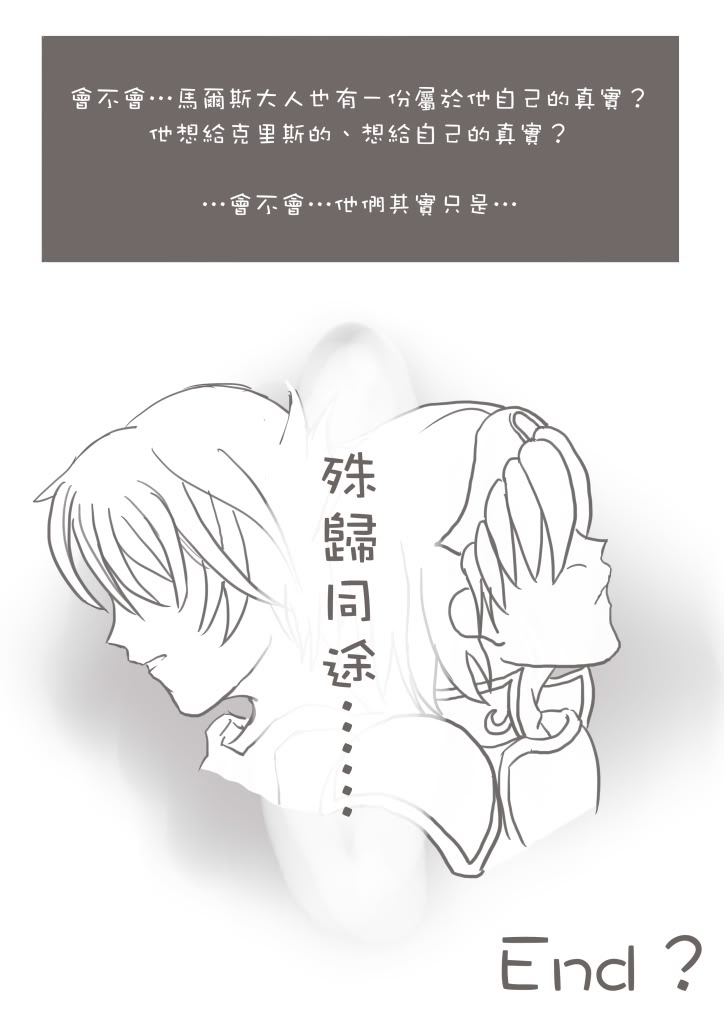 會不會…馬爾斯大人也有一份屬於他自己的真實？
他想給克里斯的、想給自己的真實？
…會不會…他們其實只是…
殊歸同途……
End？